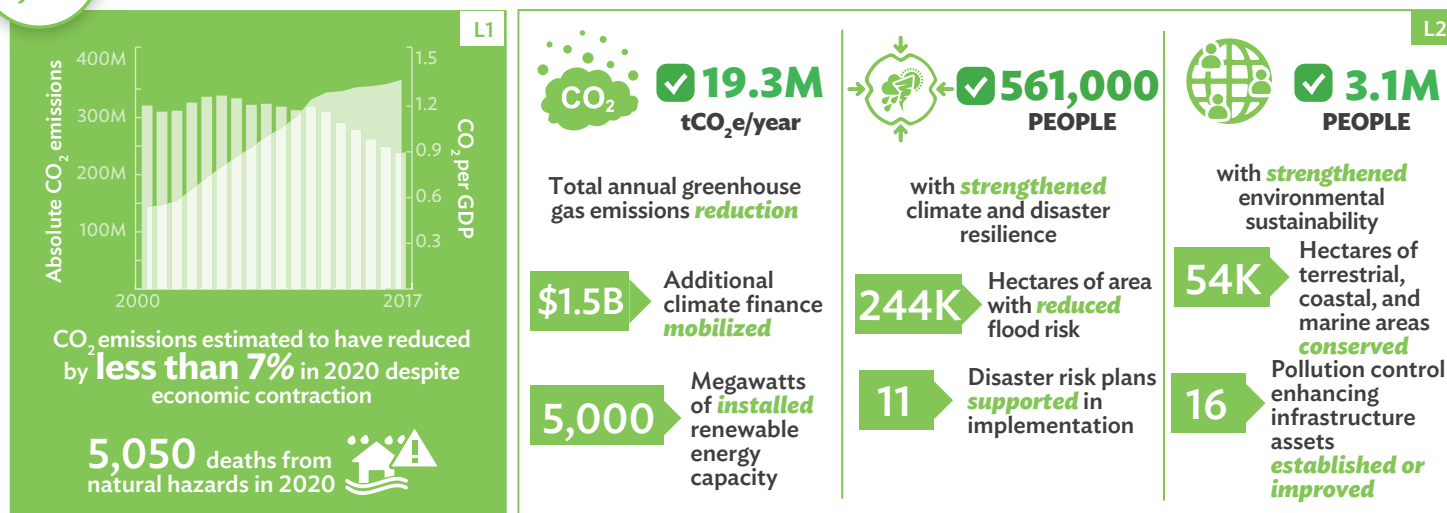 L1
Absolute CO2 emissions
400M
300M
200M
100M
1.5
1.2
0.9
0.6
0.3
CO2 per GDP
2000
2017
CO2 emissions estimated to have reduced
by less than 7% in 2020 despite
economic contraction
5,050 deaths from
natural hazards in 2020
L2
CO2
19.3M
tCO2e/year
Total annual greenhouse
gas emissions reduction
$1.5B
Additional
climate finance
mobilized
5,000
Megawatts
of installed
renewable
energy
capacity
561,000
PEOPLE
with strengthened
climate and disaster
resilience
244K
Hectares of area
with reduced
flood risk
11
Disaster risk plans
supported in
implementation
3.1M
PEOPLE
with strengthened
environmental
sustainability
54K
Hectares of
terrestrial,
coastal, and
marine areas
conserved
16
Pollution control
enhancing
infrastructure
assets
established or
improved